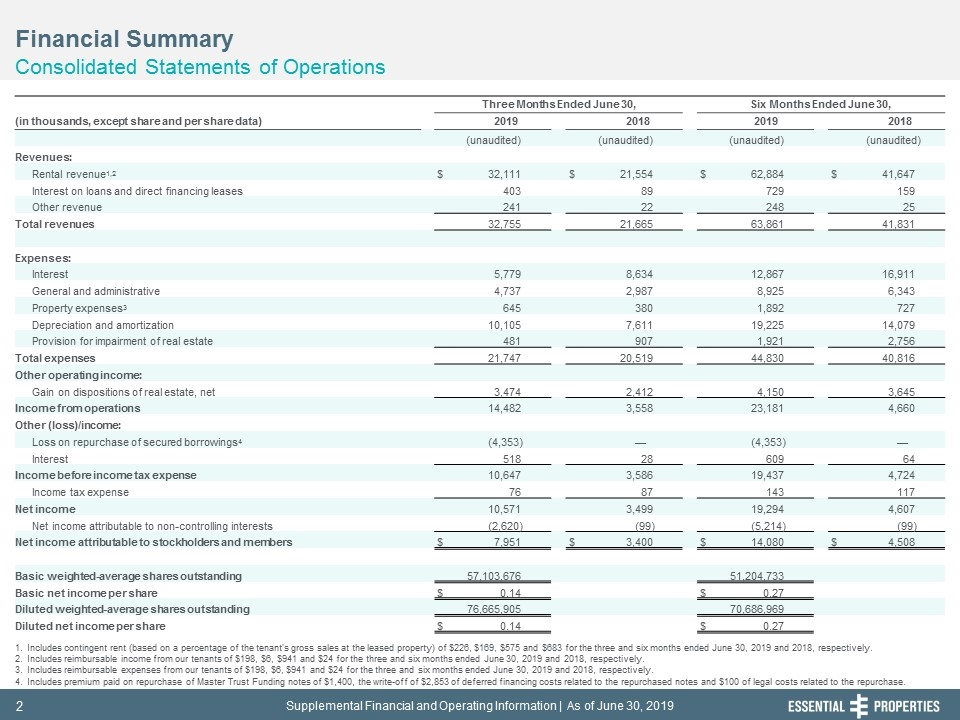 Financial Summary
Consolidated Statements of Operations
Three Months Ended June 30, Six Months Ended June 30,
(in thousands, except share and per share data) 2019 2018 2019 2018
(unaudited) (unaudited) (unaudited) (unaudited)
Revenues:
Rental revenue1,2 $ 32,111 $ 21,554 $ 62,884 $ 41,647
Interest on loans and direct financing leases 403 89 729 159
Other revenue 241 22 248 25
Total revenues 32,755 21,665 63,861 41,831
Expenses:
Interest 5,779 8,634 12,867 16,911
General and administrative 4,737 2,987 8,925 6,343
Property expenses3 645 380 1,892 727
Depreciation and amortization 10,105 7,611 19,225 14,079
Provision for impairment of real estate 481 907 1,921 2,756
Total expenses 21,747 20,519 44,830 40,816
Other operating income:
Gain on dispositions of real estate, net 3,474 2,412 4,150 3,645
Income from operations 14,482 3,558 23,181 4,660
Other (loss)/income:
Loss on repurchase of secured borrowings4 (4,353) — (4,353) —
Interest 518 28 609 64
Income before income tax expense 10,647 3,586 19,437 4,724
Income tax expense 76 87 143 117
Net income 10,571 3,499 19,294 4,607
Net income attributable to non-controlling interests (2,620) (99) (5,214) (99)
Net income attributable to stockholders and members $ 7,951 $ 3,400 $ 14,080 $ 4,508
Basic weighted-average shares outstanding 57,103,676 51,204,733
Basic net income per share $ 0.14 $ 0.27
Diluted weighted-average shares outstanding 76,665,905 70,686,969
Diluted net income per share $ 0.14 $ 0.27
1. Includes contingent rent (based on a percentage of the tenant's gross sales at the leased property) of $226, $169, $575 and $683 for the three and six months ended June 30, 2019 and 2018, respectively.
2. Includes reimbursable income from our tenants of $198, $6, $941 and $24 for the three and six months ended June 30, 2019 and 2018, respectively.
3. Includes reimbursable expenses from our tenants of $198, $6, $941 and $24 for the three and six months ended June 30, 2019 and 2018, respectively.
4. Includes premium paid on repurchase of Master Trust Funding notes of $1,400, the write-off of $2,853 of deferred financing costs related to the repurchased notes and $100 of legal costs related to the repurchase.
2 Supplemental Financial and Operating Information | As of June 30, 2019 ESSENTIAL PROPERTIES